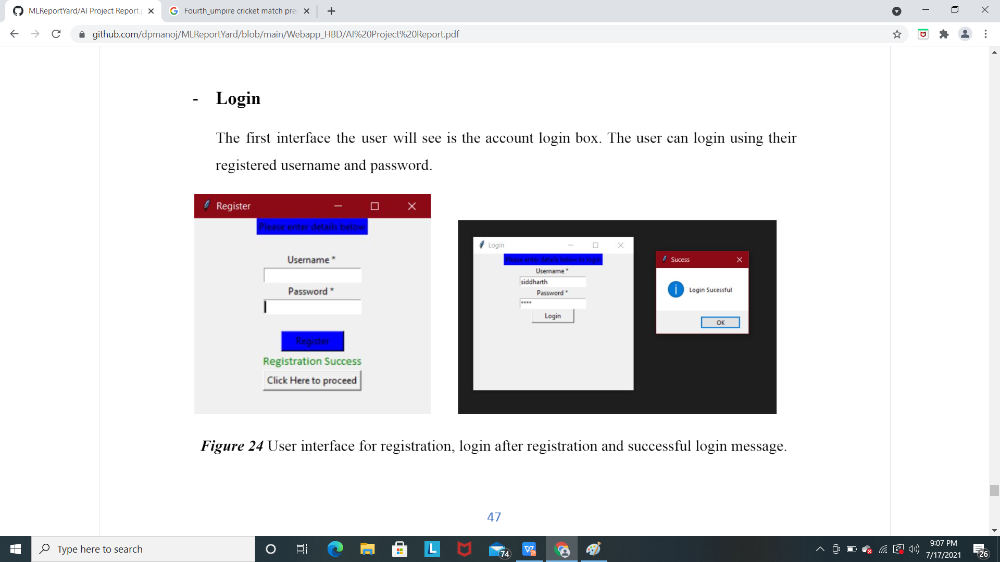 MLReportYard/AI Project Report.p
Fourth_umpire cricket match pre
github.com/dpmanoj/MLReportYard/blob/main/Webapp_HBD/AI%20Project%20Report.pdf
- Login
The first interface the user will see is the account login box. The user can login using their
registered username and password.
Register
Please enter details below
Username *
Password *
Register
Registration Success
Click Here to proceed
Login
Please enter details below to login
Username *
siddharth
Password *
****
Login
Sucess
Login Sucessful
OK
Figure 24 User interface for registration, login after registration and successful login message.
47
Type here to search
74
9:07 PM
7/17/2021
26